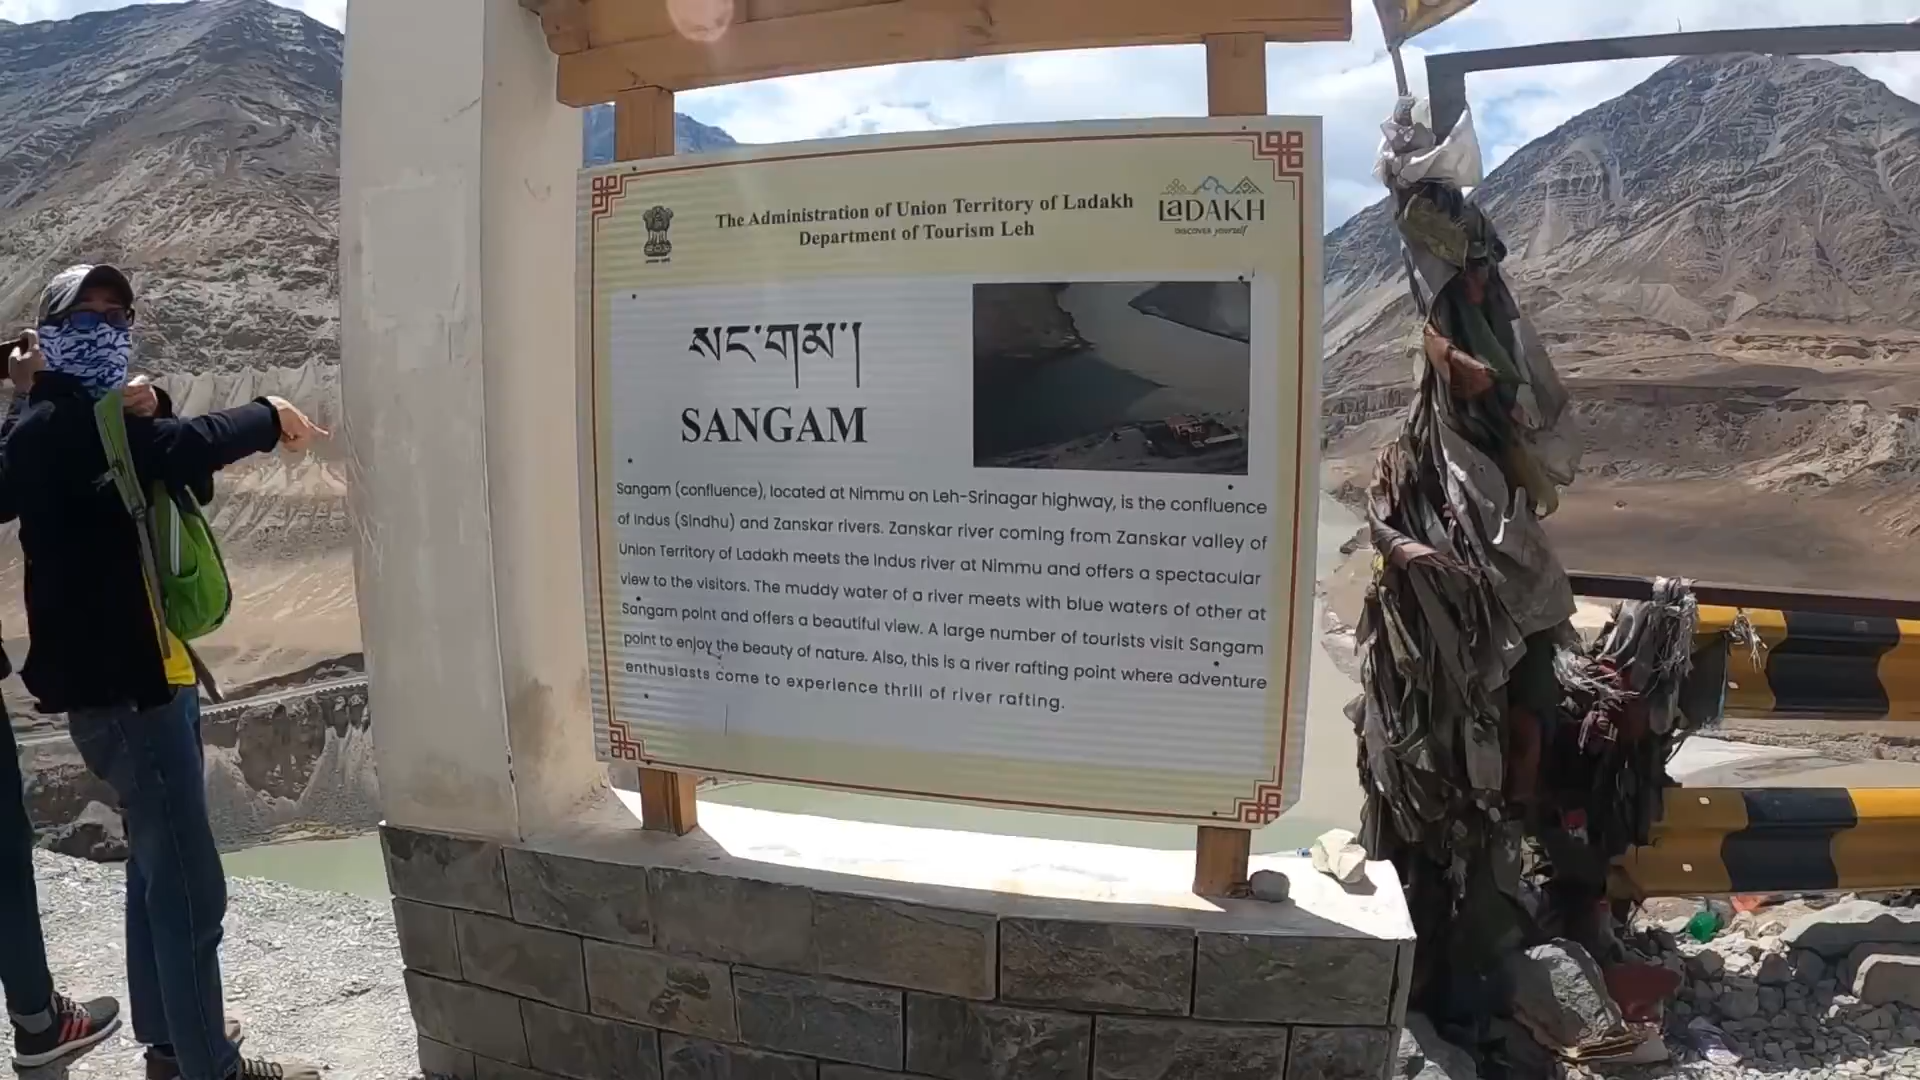 The Administration of Union Territory of Ladakh
Department of Tourism Leh
LaDAKH
DISCOVER yourself
སང་གམ་།
SANGAM
Sangam (confluence), located at Nimmu on Leh-Srinagar highway, is the confluence
of Indus (Sindhu) and Zanskar rivers. Zanskar river coming from Zanskar valley of
Union Territory of Ladakh meets the Indus river at Nimmu and offers a spectacular
view to the visitors. The muddy water of a river meets with blue waters of other at
Sangam point and offers a beautiful view. A large number of tourists visit Sangam
point to enjoy the beauty of nature. Also, this is a river rafting point where adventure
enthusiasts come to experience thrill of river rafting.